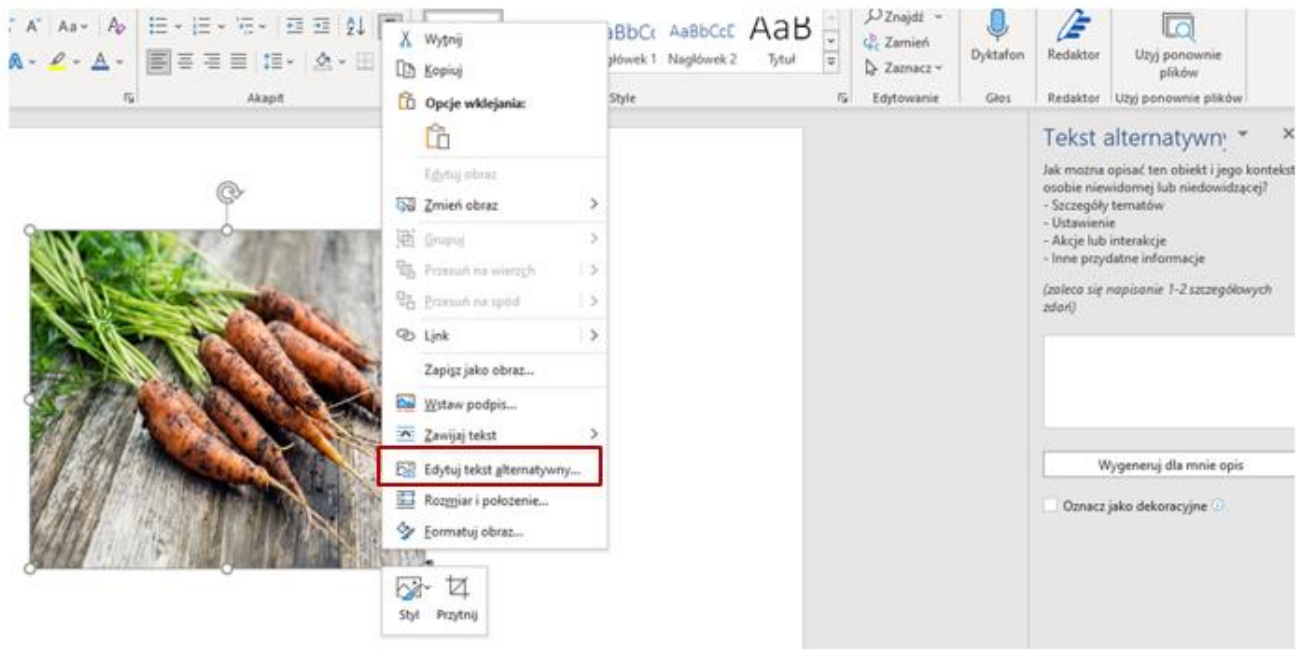 A Aa A
AaBbCc AaBbCcC AaB
Nagłówek 1 Nagłówek 2 Tytuł
Znajdź
Zamień
Zaznacz
Dyktafon
Redaktor
Użyj ponownie
plików
Akapit
Style
Edytowanie
Głos
Redaktor
Użyj ponownie plików
Wytnij
Kopiuj
Opcje wklejania:
Edytuj obraz
Zmień obraz
Grupuj
Przesuń na wierzch
Przesuń na spód
Link
Zapisz jako obraz...
Wstaw podpis...
Zawijaj tekst
Edytuj tekst alternatywny...
Rozmiar i położenie...
Formatuj obraz...
Styl Przytnij
Tekst alternatywny
Jak można opisać ten obiekt i jego kontekst
osobie niewidomej lub niedowidzącej?
- Szczegóły tematów
- Ustawienie
- Akcje lub interakcje
- Inne przydatne informacje
(zaleca się napisanie 1-2 szczegółowych
zdań)
Wygeneruj dla mnie opis
Oznacz jako dekoracyjne